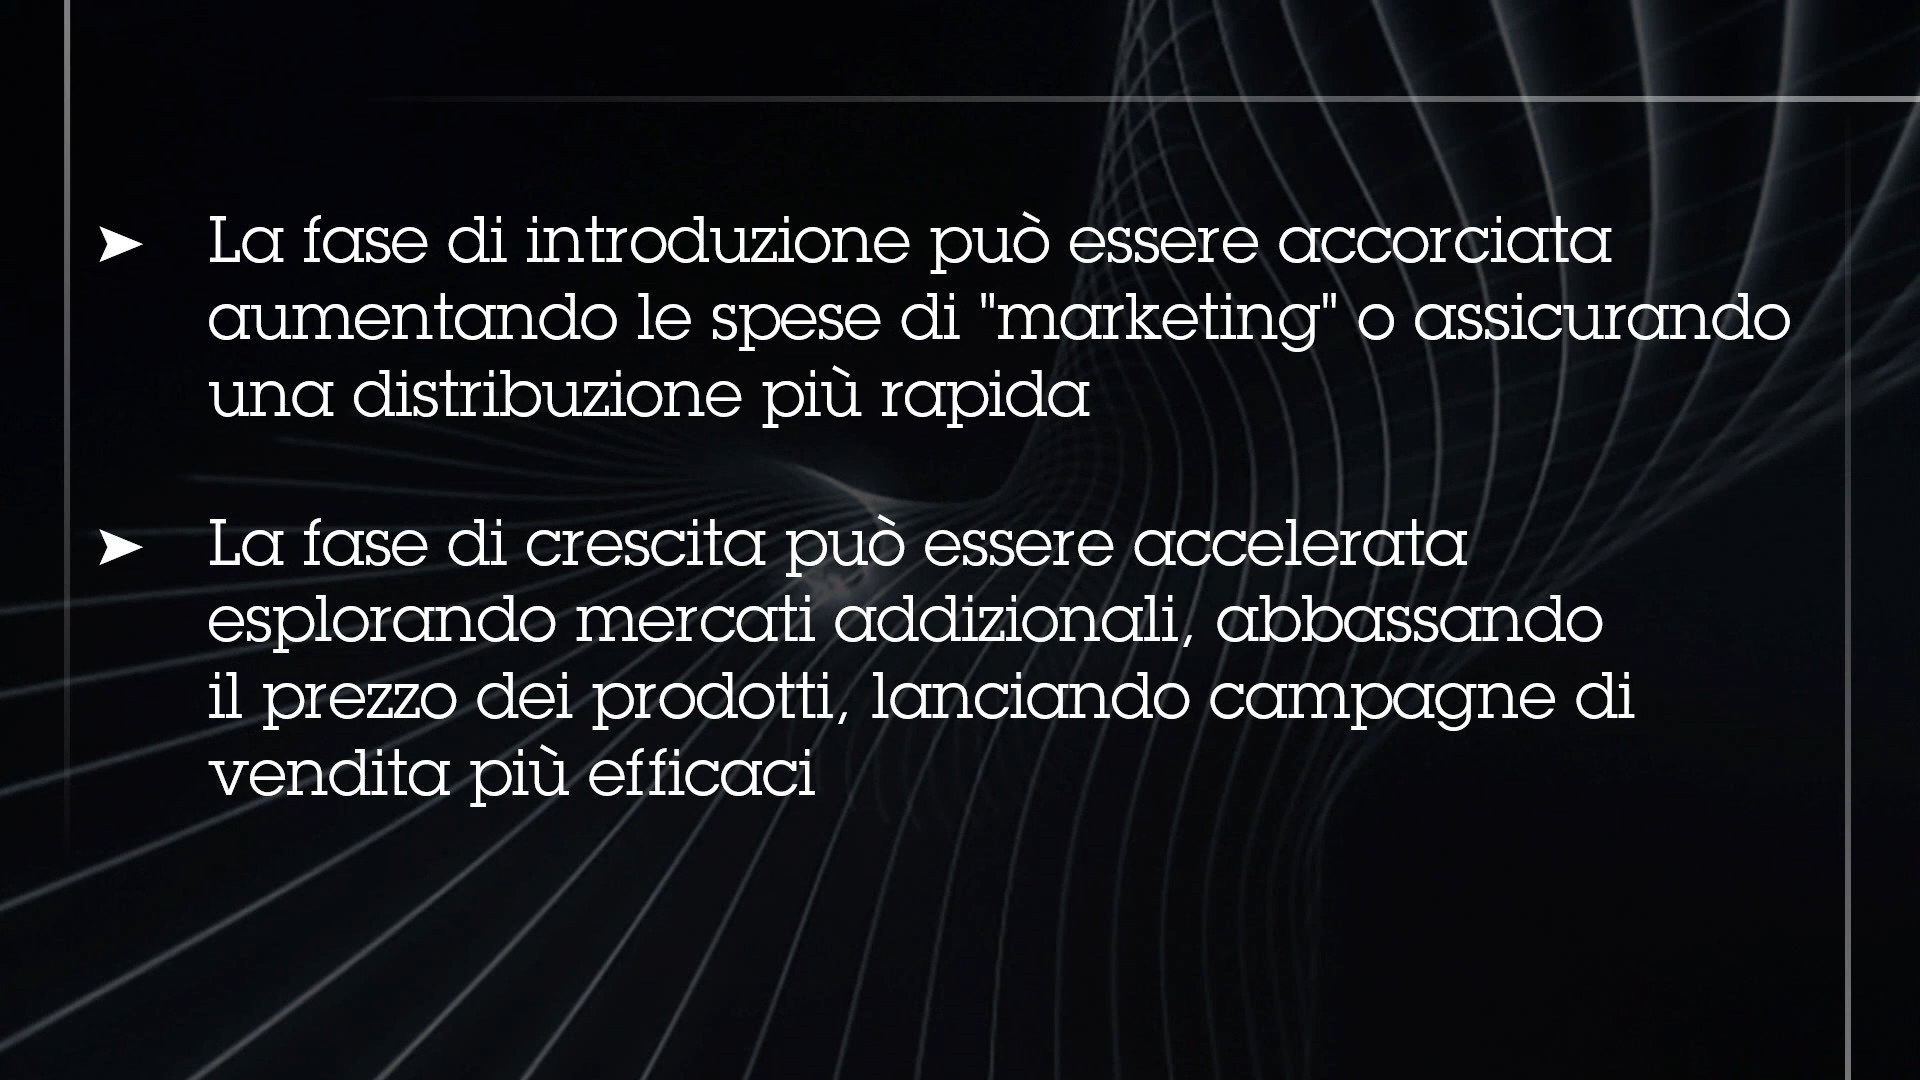 ➤ La fase di introduzione può essere accorciata
aumentando le spese di "marketing" o assicurando
una distribuzione più rapida
➤ La fase di crescita può essere accelerata
esplorando mercati addizionali, abbassando
il prezzo dei prodotti, lanciando campagne di
vendita più efficaci